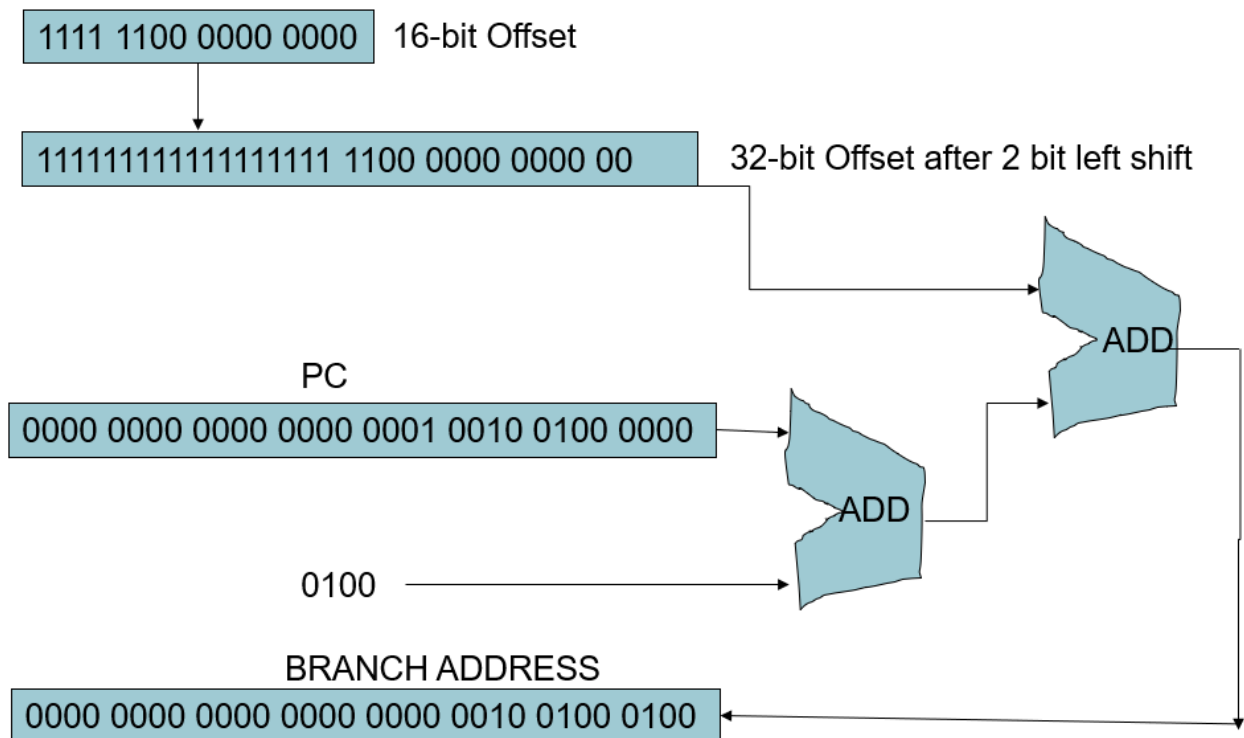 1111 1100 0000 0000 16-bit Offset
111111111111111111 1100 0000 0000 00 32-bit Offset after 2 bit left shift
ADD
PC
0000 0000 0000 0000 0001 0010 0100 0000
ADD
0100
BRANCH ADDRESS
0000 0000 0000 0000 0000 0010 0100 0100